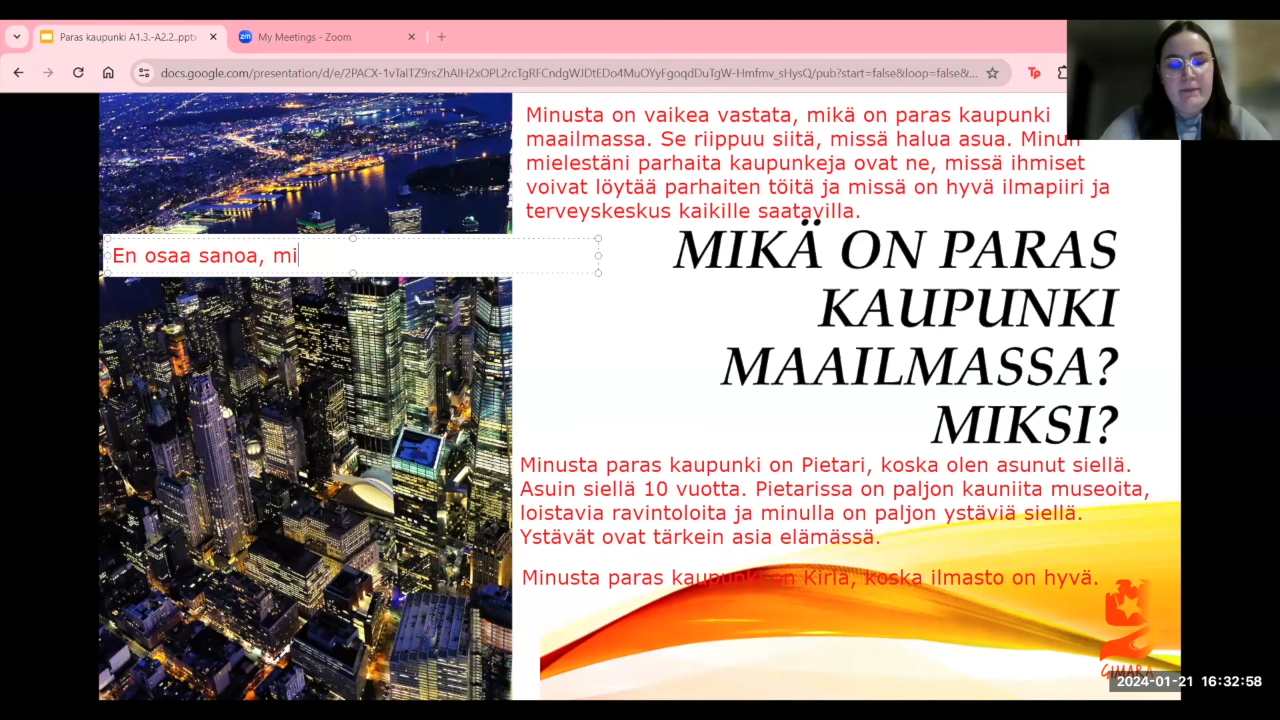 Paras kaupunki A1.3.-A2.2..pptx
My Meetings - Zoom
docs.google.com/presentation/d/e/2PACX-1vTaITZ9rsZhAIH2xOPL2rcTgRFCndgWJDtEDo4MuOYyFgoqdDuTgW-Hmfmv_sHysQ/pub?start=false&loop=false&...
Minusta on vaikea vastata, mikä on paras kaupunki
maailmassa. Se riippuu siitä, missä halua asua. Minun
mielestäni parhaita kaupunkeja ovat ne, missä ihmiset
voivat löytää parhaiten töitä ja missä on hyvä ilmapiiri ja
terveyskeskus kaikille saatavilla.
En osaa sanoa, mi
MIKÄ ON PARAS
KAUPUNKI
MAAILMASSA?
MIKSI?
Minusta paras kaupunki on Pietari, koska olen asunut siellä.
Asuin siellä 10 vuotta. Pietarissa on paljon kauniita museoita,
loistavia ravintoloita ja minulla on paljon ystäviä siellä.
Ystävät ovat tärkein asia elämässä.
Minusta paras kaupunki on Kirla, koska ilmasto on hyvä.
GIMARA
2024-01-21 16:32:58